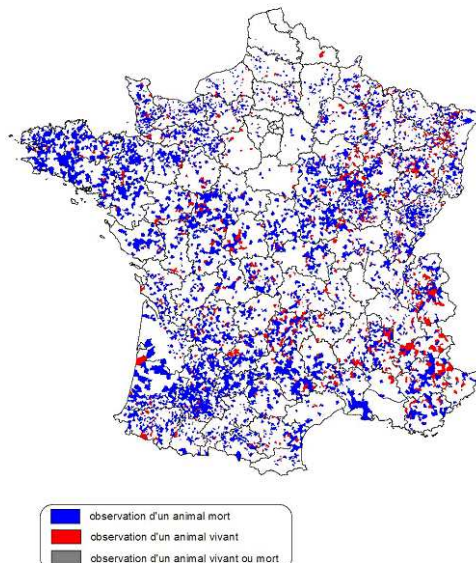 observation d'un animal mort
observation d'un animal vivant
observation d'un animal vivant ou mort